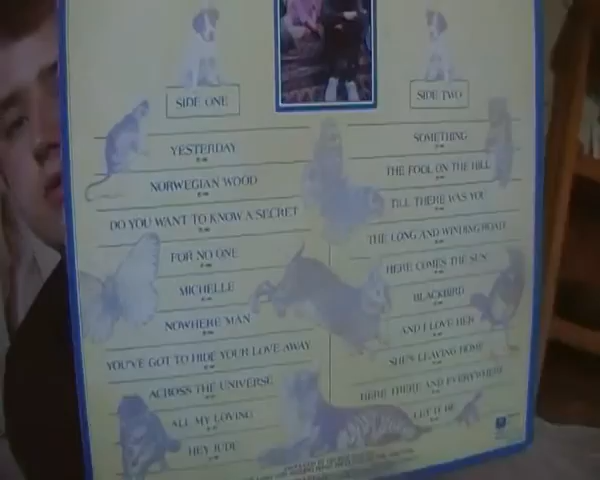 SIDE ONE
YESTERDAY
NORWEGIAN WOOD
DO YOU WANT TO KNOW A SECRET
FOR NO ONE
MICHELLE
NOWHERE MAN
YOU'VE GOT TO HIDE YOUR LOVE AWAY
ACROSS THE UNIVERSE
ALL MY LOVING
HEY JUDE
SIDE TWO
SOMETHING
THE FOOL ON THE HILL
TILL THERE WAS YOU
THE LONG AND WINDING ROAD
HERE COMES THE SUN
BLACKBIRD
AND I LOVE HER
SHE'S LEAVING HOME
HERE THERE AND EVERYWHERE
LET IT BE